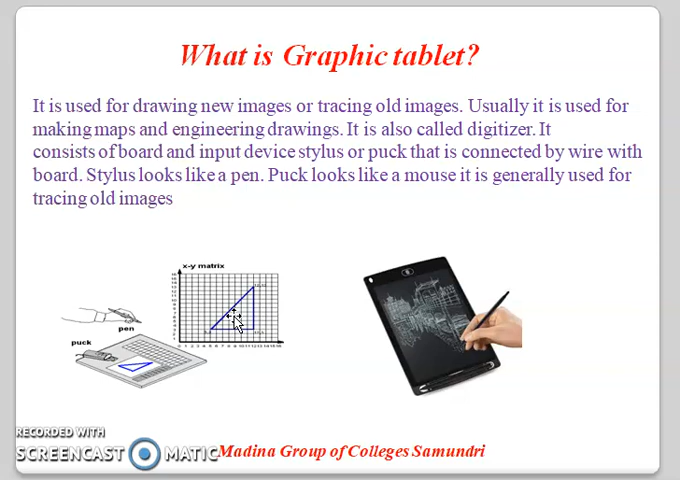 What is Graphic tablet?
It is used for drawing new images or tracing old images. Usually it is used for
making maps and engineering drawings. It is also called digitizer. It
consists of board and input device stylus or puck that is connected by wire with
board. Stylus looks like a pen. Puck looks like a mouse it is generally used for
tracing old images
x-y matrix
pen
puck
RECORDED WITH
SCREENCAST MATIC
Madina Group of Colleges Samundri